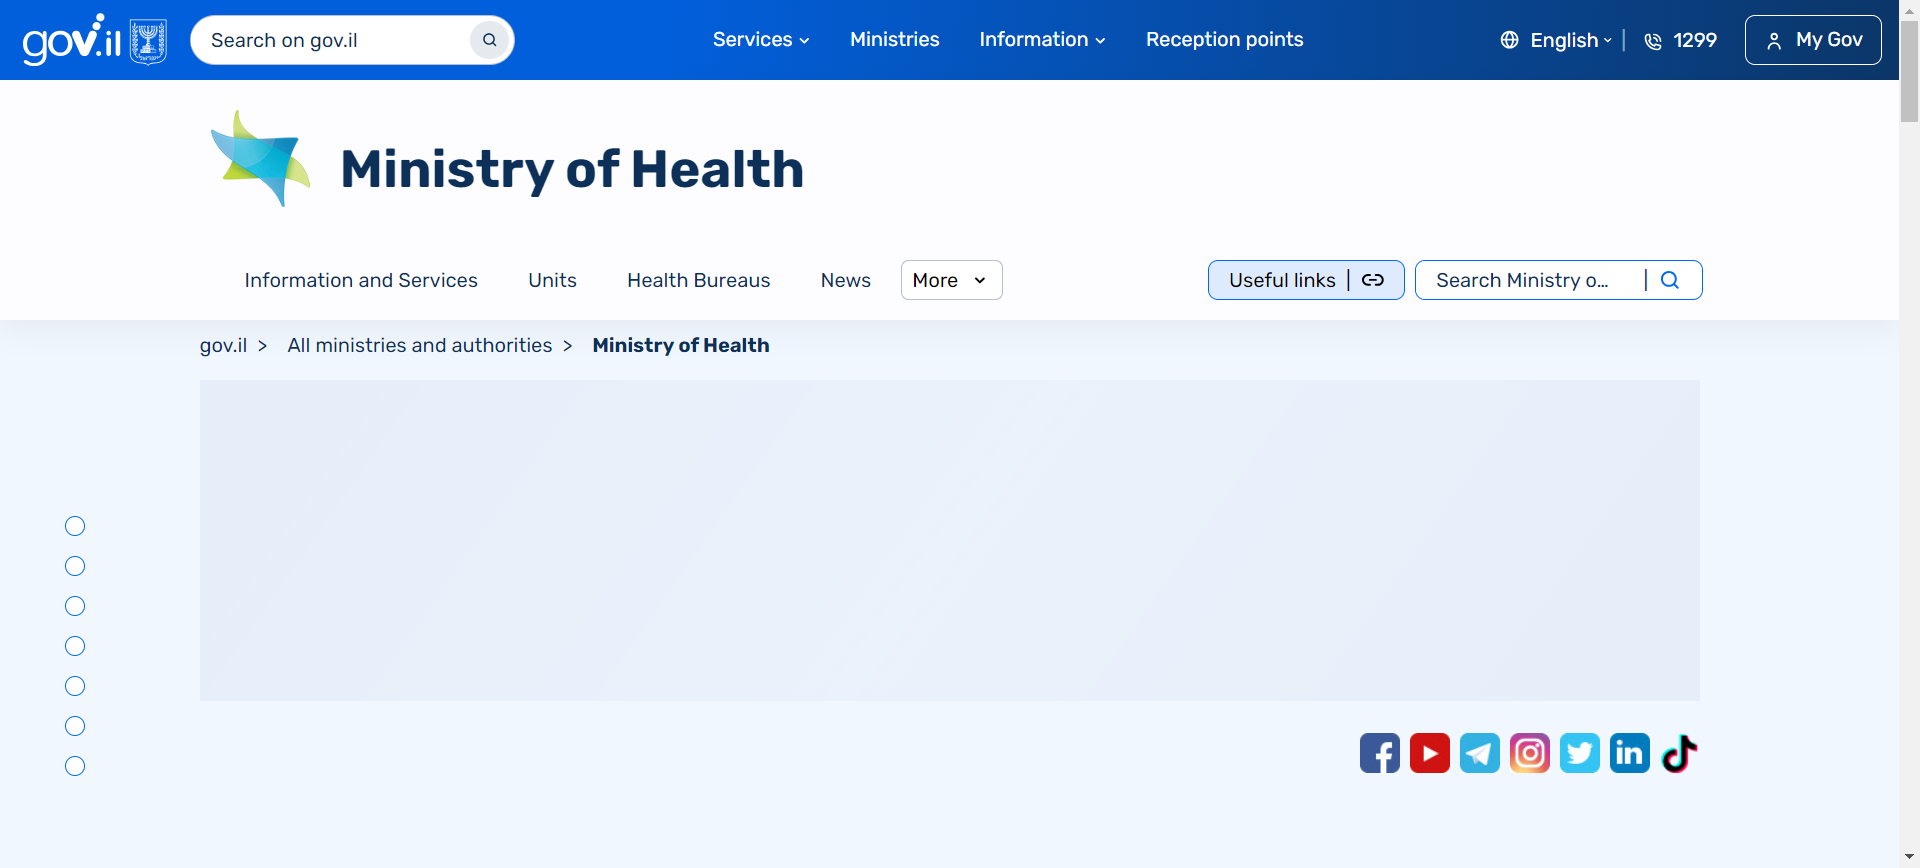 gov.il
Search on gov.il
Services
Ministries
Information
Reception points
English
1299
My Gov
Ministry of Health
Information and Services
Units
Health Bureaus
News
More
Useful links
Search Ministry o...
gov.il > All ministries and authorities > Ministry of Health